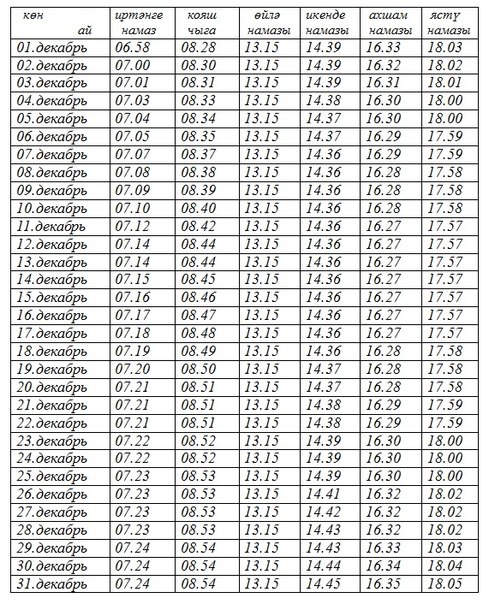 көн ай иртәнге намаз кояш чыга өйлә намазы икенде намазы ахшам намазы ястү намазы
01.декабрь 06.58 08.28 13.15 14.39 16.33 18.03
02.декабрь 07.00 08.30 13.15 14.39 16.32 18.02
03.декабрь 07.01 08.31 13.15 14.39 16.31 18.01
04.декабрь 07.03 08.33 13.15 14.38 16.30 18.00
05.декабрь 07.04 08.34 13.15 14.37 16.30 18.00
06.декабрь 07.05 08.35 13.15 14.37 16.29 17.59
07.декабрь 07.07 08.37 13.15 14.36 16.29 17.59
08.декабрь 07.08 08.38 13.15 14.36 16.28 17.58
09.декабрь 07.09 08.39 13.15 14.36 16.28 17.58
10.декабрь 07.10 08.40 13.15 14.36 16.28 17.58
11.декабрь 07.12 08.42 13.15 14.36 16.27 17.57
12.декабрь 07.14 08.44 13.15 14.36 16.27 17.57
13.декабрь 07.14 08.44 13.15 14.36 16.27 17.57
14.декабрь 07.15 08.45 13.15 14.36 16.27 17.57
15.декабрь 07.16 08.46 13.15 14.36 16.27 17.57
16.декабрь 07.17 08.47 13.15 14.36 16.27 17.57
17.декабрь 07.18 08.48 13.15 14.36 16.27 17.57
18.декабрь 07.19 08.49 13.15 14.36 16.28 17.58
19.декабрь 07.20 08.50 13.15 14.37 16.28 17.58
20.декабрь 07.21 08.51 13.15 14.37 16.28 17.58
21.декабрь 07.21 08.51 13.15 14.38 16.29 17.59
22.декабрь 07.21 08.51 13.15 14.38 16.29 17.59
23.декабрь 07.22 08.52 13.15 14.39 16.30 18.00
24.декабрь 07.22 08.52 13.15 14.39 16.30 18.00
25.декабрь 07.23 08.53 13.15 14.39 16.30 18.00
26.декабрь 07.23 08.53 13.15 14.41 16.32 18.02
27.декабрь 07.23 08.53 13.15 14.42 16.32 18.02
28.декабрь 07.23 08.53 13.15 14.43 16.32 18.02
29.декабрь 07.24 08.54 13.15 14.43 16.33 18.03
30.декабрь 07.24 08.54 13.15 14.44 16.34 18.04
31.декабрь 07.24 08.54 13.15 14.45 16.35 18.05